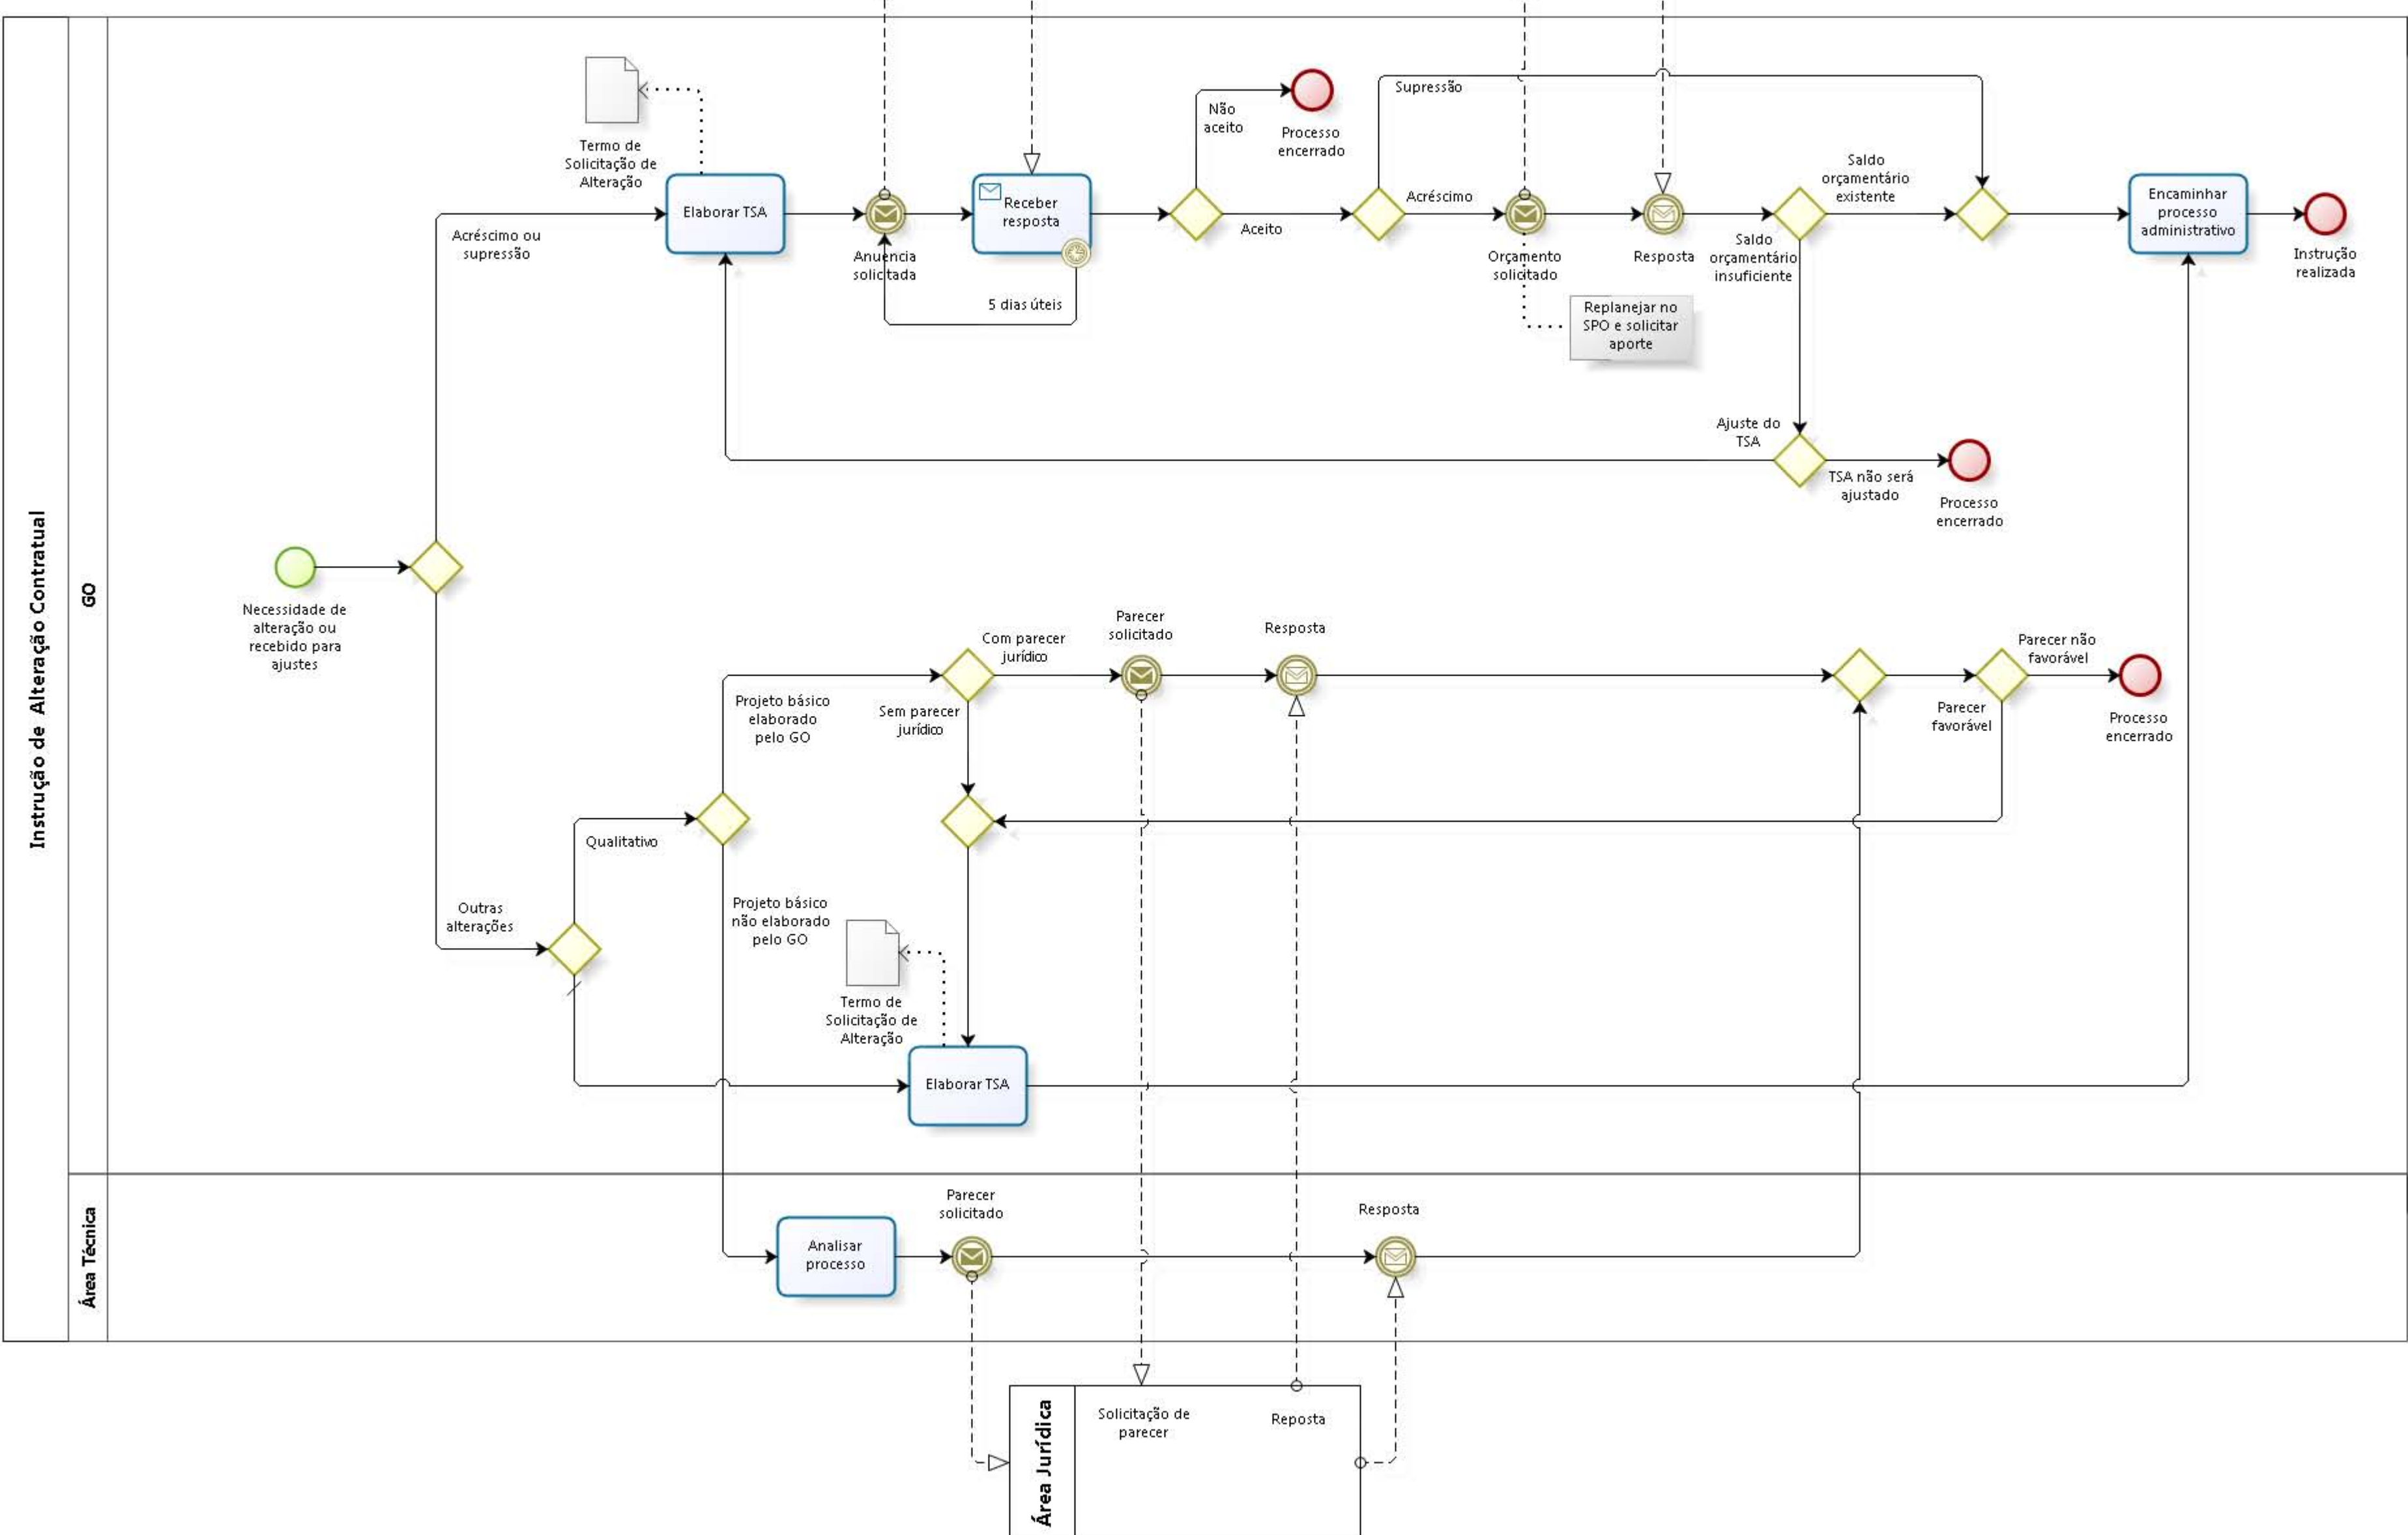 Instrução de Alteração Contratual
GO
Termo de
Solicitação de
Alteração
Elaborar TSA
Acréscimo ou
supressão
Anuência
solicitada
Receber
resposta
5 dias úteis
Não
aceito
Processo
encerrado
Aceito
Supressão
Acréscimo
Orçamento
solicitado
Replanejar no
SPO e solicitar
aporte
Resposta
Saldo
orçamentário
existente
Saldo
orçamentário
insuficiente
Encaminhar
processo
administrativo
Instrução
realizada
Ajuste do
TSA
TSA não será
ajustado
Processo
encerrado
Necessidade de
alteração ou
recebido para
ajustes
Com parecer
jurídico
Parecer
solicitado
Resposta
Parecer não
favorável
Projeto básico
elaborado
pelo GO
Sem parecer
jurídico
Parecer
favorável
Processo
encerrado
Qualitativo
Outras
alterações
Projeto básico
não elaborado
pelo GO
Termo de
Solicitação de
Alteração
Elaborar TSA
Área Técnica
Analisar
processo
Parecer
solicitado
Resposta
Área Jurídica
Solicitação de
parecer
Reposta